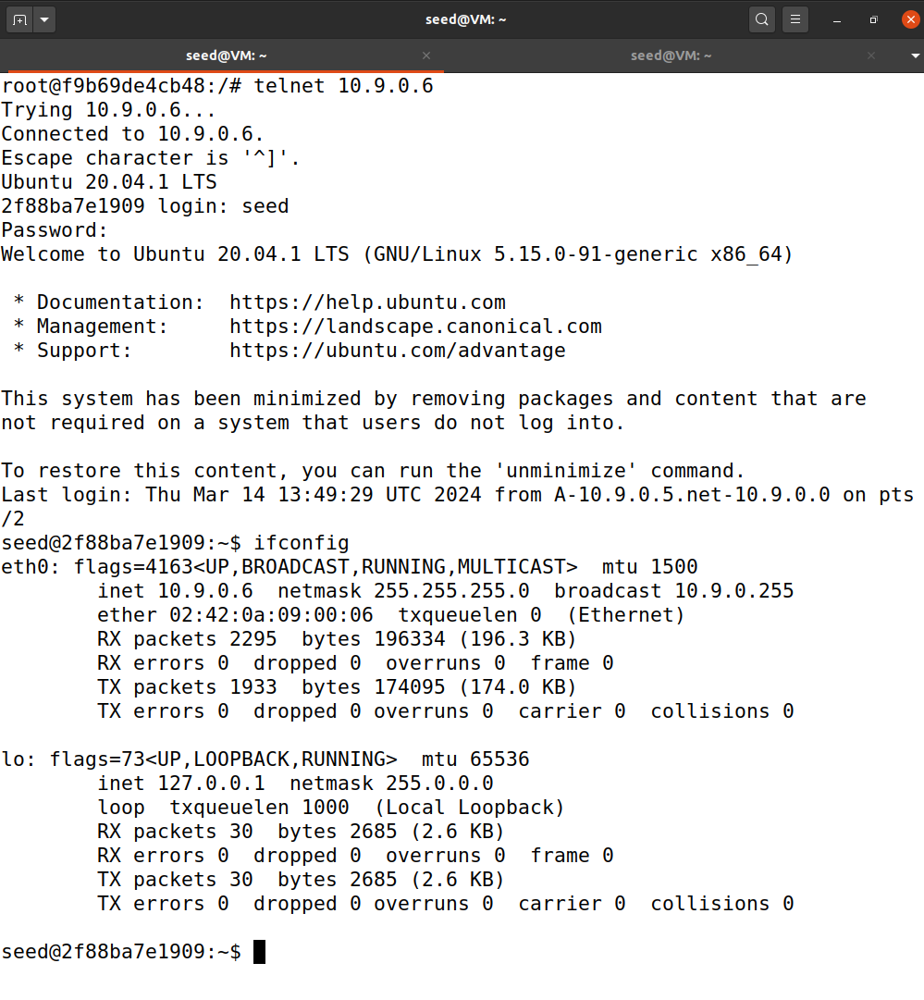 seed@VM: ~
seed@VM: ~ seed@VM: ~
root@f9b69de4cb48:/# telnet 10.9.0.6
Trying 10.9.0.6...
Connected to 10.9.0.6.
Escape character is '^]'.
Ubuntu 20.04.1 LTS
2f88ba7e1909 login: seed
Password:
Welcome to Ubuntu 20.04.1 LTS (GNU/Linux 5.15.0-91-generic x86_64)

 * Documentation:  https://help.ubuntu.com
 * Management:     https://landscape.canonical.com
 * Support:        https://ubuntu.com/advantage

This system has been minimized by removing packages and content that are
not required on a system that users do not log into.

To restore this content, you can run the 'unminimize' command.
Last login: Thu Mar 14 13:49:29 UTC 2024 from A-10.9.0.5.net-10.9.0.0 on pts
/2
seed@2f88ba7e1909:~$ ifconfig
eth0: flags=4163<UP,BROADCAST,RUNNING,MULTICAST>  mtu 1500
        inet 10.9.0.6  netmask 255.255.255.0  broadcast 10.9.0.255
        ether 02:42:0a:09:00:06  txqueuelen 0  (Ethernet)
        RX packets 2295  bytes 196334 (196.3 KB)
        RX errors 0  dropped 0  overruns 0  frame 0
        TX packets 1933  bytes 174095 (174.0 KB)
        TX errors 0  dropped 0 overruns 0  carrier 0  collisions 0

lo: flags=73<UP,LOOPBACK,RUNNING>  mtu 65536
        inet 127.0.0.1  netmask 255.0.0.0
        loop  txqueuelen 1000  (Local Loopback)
        RX packets 30  bytes 2685 (2.6 KB)
        RX errors 0  dropped 0  overruns 0  frame 0
        TX packets 30  bytes 2685 (2.6 KB)
        TX errors 0  dropped 0 overruns 0  carrier 0  collisions 0

seed@2f88ba7e1909:~$